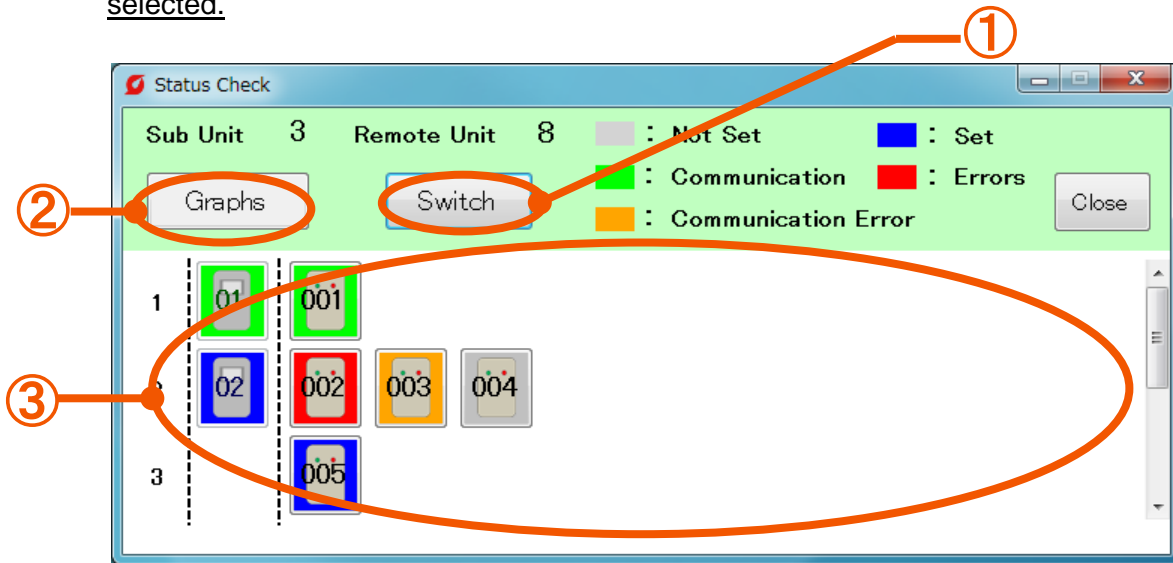 selected.
①
Status Check
Sub Unit 3 Remote Unit 8 : Not Set : Set
② Graphs Switch : Communication : Errors Close
: Communication Error
1 01 001
③ 02 002 003 004
3 005